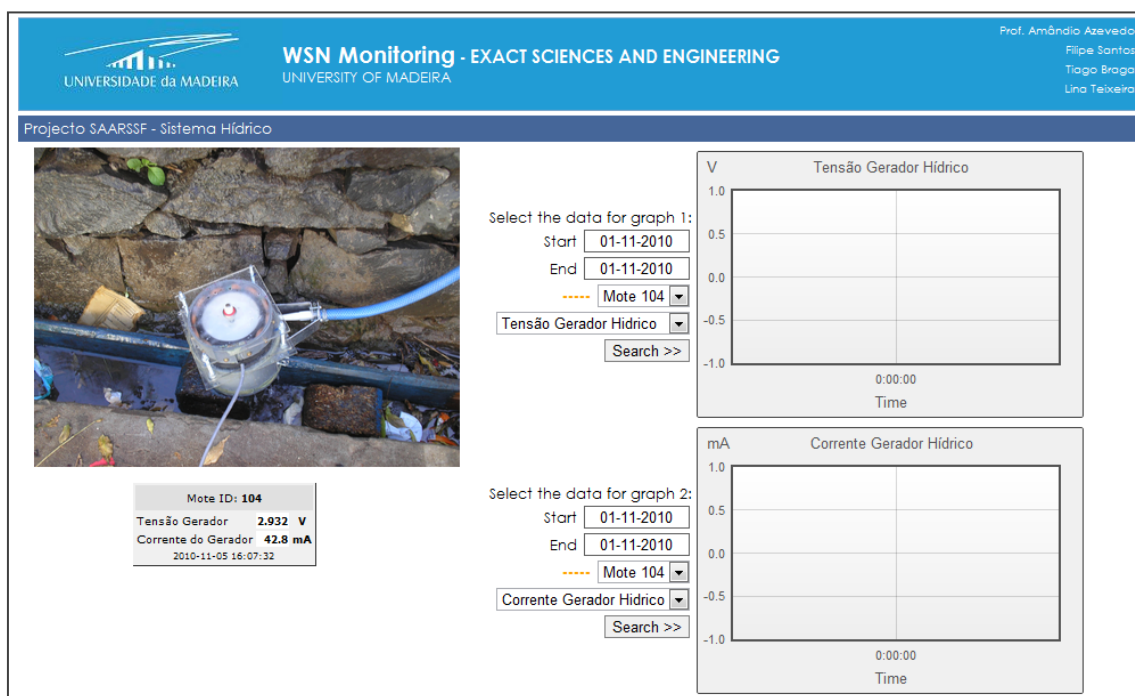 UNIVERSIDADE da MADEIRA
WSN Monitoring - EXACT SCIENCES AND ENGINEERING
UNIVERSITY OF MADEIRA
Prof. Amândio Azevedo
Filipe Santos
Tiago Braga
Lina Teixeira
Projecto SAARSSF - Sistema Hídrico
Mote ID: 104
Tensão Gerador 2.932 V
Corrente do Gerador 42.8 mA
2010-11-05 16:07:32
Select the data for graph 1:
Start 01-11-2010
End 01-11-2010
----- Mote 104
Tensão Gerador Hidrico
Search >>
V Tensão Gerador Hídrico
1.0
0.5
0.0
-0.5
-1.0
0:00:00
Time
Select the data for graph 2:
Start 01-11-2010
End 01-11-2010
----- Mote 104
Corrente Gerador Hidrico
Search >>
mA Corrente Gerador Hídrico
1.0
0.5
0.0
-0.5
-1.0
0:00:00
Time